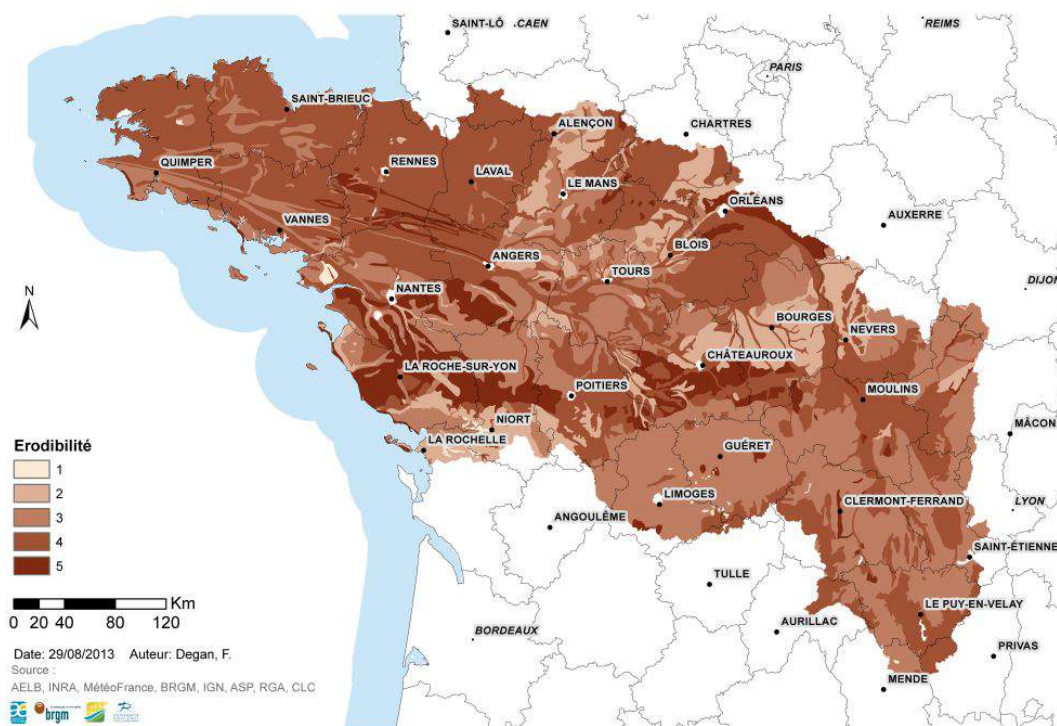 SAINT-LÔ
CAEN
REIMS
PARIS
SAINT-BRIEUC
ALENÇON
CHARTRES
QUIMPER
RENNES
LAVAL
LE MANS
ORLÉANS
AUXERRE
VANNES
BLOIS
ANGERS
TOURS
DIJON
NANTES
BOURGES
NEVERS
CHÂTEAUROUX
LA ROCHE-SUR-YON
POITIERS
MOULINS
NIORT
MÂCON
LA ROCHELLE
GUÉRET
LIMOGES
CLERMONT-FERRAND
LYON
ANGOULÊME
SAINT-ÉTIENNE
TULLE
LE PUY-EN-VELAY
AURILLAC
BORDEAUX
PRIVAS
MENDE
N
Erodibilité
1
2
3
4
5
Km
0 20 40 80 120
Date: 29/08/2013 Auteur: Degan, F.
Source :
AELB, INRA, MétéoFrance, BRGM, IGN, ASP, RGA, CLC
brgm